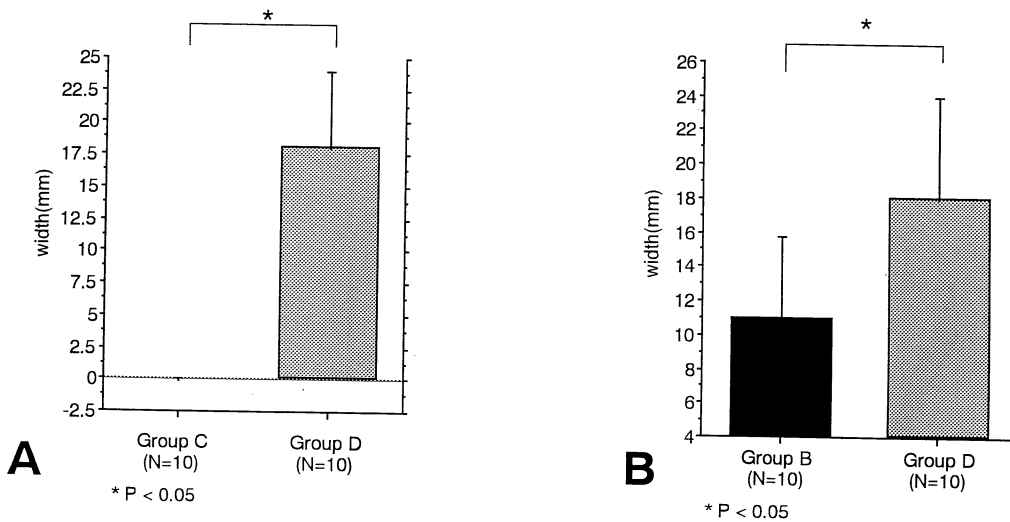 *
25
22.5
20
17.5
15
12.5
10
7.5
5
2.5
0
-2.5
width(mm)
Group C
(N=10)
Group D
(N=10)
* P < 0.05
A
*
26
24
22
20
18
16
14
12
10
8
6
4
width(mm)
Group B
(N=10)
Group D
(N=10)
* P < 0.05
B